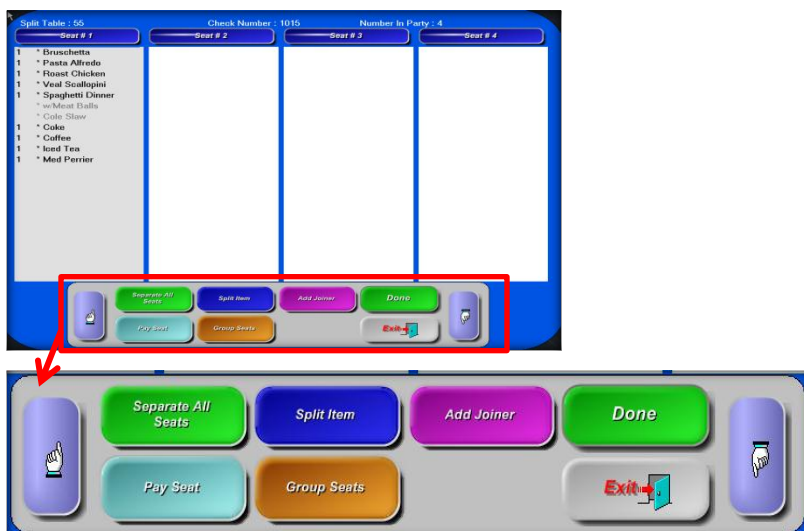 Split Table : 55 Check Number : 1015 Number In Party : 4
Seat # 1 Seat # 2 Seat # 3 Seat # 4
1 * Bruschetta
1 * Pasta Alfredo
1 * Roast Chicken
1 * Veal Scallopini
1 * Spaghetti Dinner
* w/Meat Balls
* Cole Slaw
1 * Coke
1 * Coffee
1 * Iced Tea
1 * Med Perrier
Separate All
Seats
Split Item
Add Joiner
Done
Pay Seat
Group Seats
Exit
Separate All
Seats
Split Item
Add Joiner
Done
Pay Seat
Group Seats
Exit